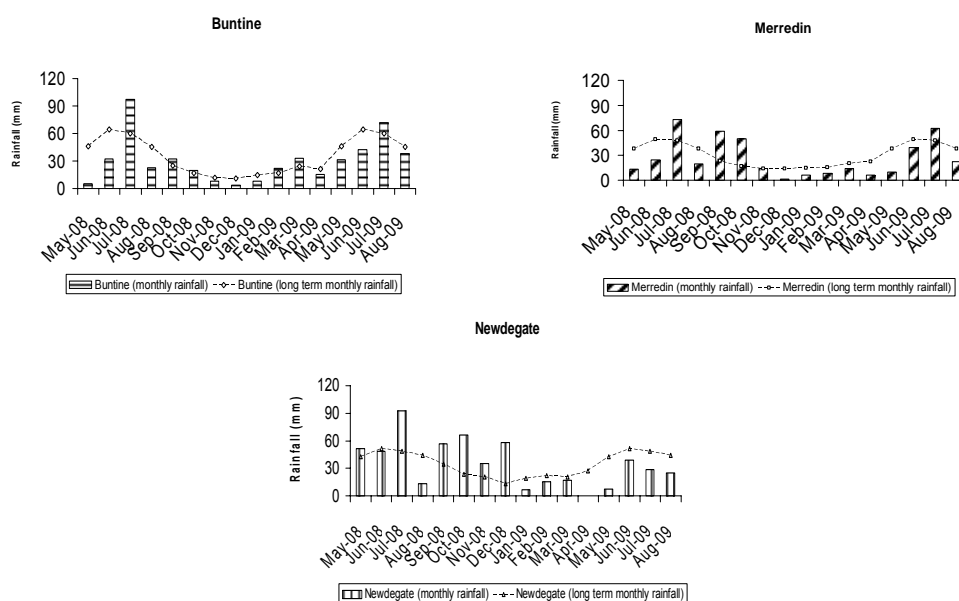 Buntine
Rainfall (mm)
120
90
60
30
0
May-08
Jun-08
Jul-08
Aug-08
Sep-08
Oct-08
Nov-08
Dec-08
Jan-09
Feb-09
Mar-09
Apr-09
May-09
Jun-09
Jul-09
Aug-09
Buntine (monthly rainfall) Buntine (long term monthly rainfall)
Merredin
Rainfall(mm)
120
90
60
30
0
May-08
Jun-08
Jul-08
Aug-08
Sep-08
Oct-08
Nov-08
Dec-08
Jan-09
Feb-09
Mar-09
Apr-09
May-09
Jun-09
Jul-09
Aug-09
Merredin (monthly rainfall) Merredin (long term monthly rainfall)
Newdegate
Rainfall (mm)
120
90
60
30
0
May-08
Jun-08
Jul-08
Aug-08
Sep-08
Oct-08
Nov-08
Dec-08
Jan-09
Feb-09
Mar-09
Apr-09
May-09
Jun-09
Jul-09
Aug-09
Newdegate (monthly rainfall) Newdegate (long term monthly rainfall)